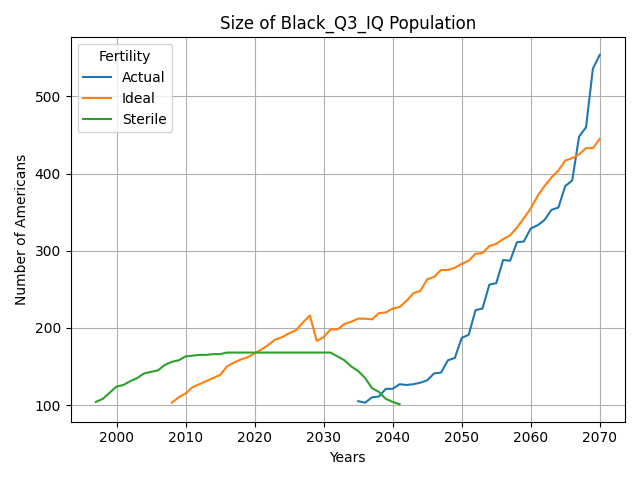 Size of Black_Q3_IQ Population
Fertility
Actual
Ideal
Sterile
Number of Americans
500
400
300
200
100
2000
2010
2020
2030
2040
2050
2060
2070
Years